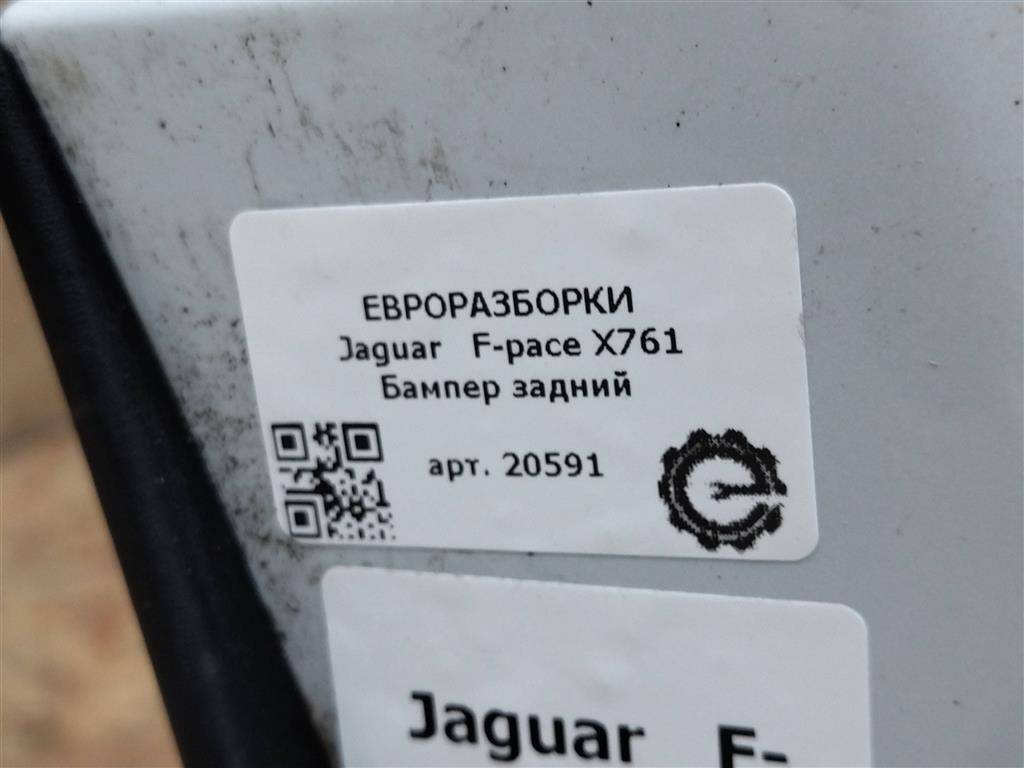 ЕВРОРАЗБОРКИ
Jaguar F-pace X761
Бампер задний
арт. 20591
Jaguar F-